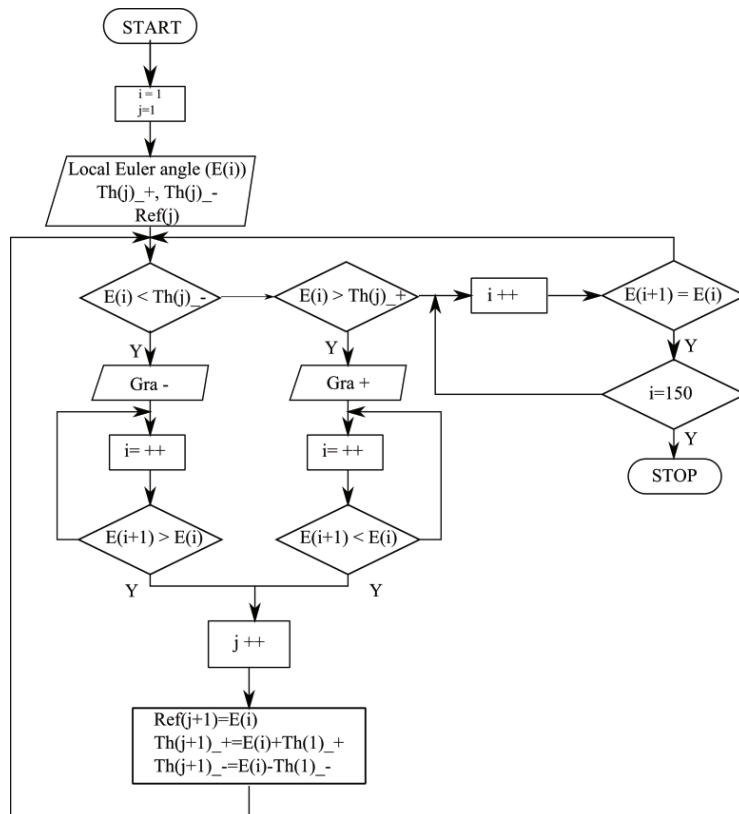 START
i = 1
j=1
Local Euler angle (E(i))
Th(j)_+, Th(j)_-
Ref(j)
E(i) < Th(j)_-
E(i) > Th(j)_+
i ++
E(i+1) = E(i)
Y
Y
Y
Gra -
Gra +
i=150
Y
i= ++
i= ++
STOP
E(i+1) > E(i)
E(i+1) < E(i)
Y
Y
j ++
Ref(j+1)=E(i)
Th(j+1)_+=E(i)+Th(1)_+
Th(j+1)_-=E(i)-Th(1)_-